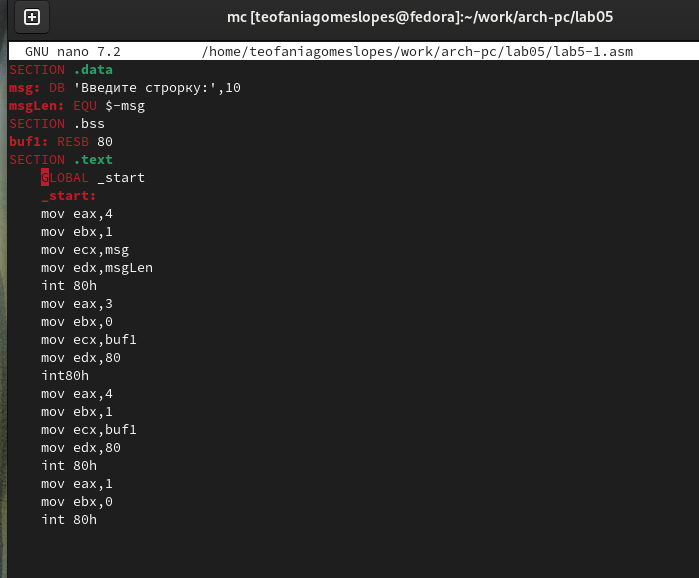 mc [teofaniagomeslopes@fedora]:~/work/arch-pc/lab05
GNU nano 7.2 /home/teofaniagomeslopes/work/arch-pc/lab05/lab5-1.asm
SECTION .data
msg: DB 'Введите строрку:',10
msgLen: EQU $-msg
SECTION .bss
buf1: RESB 80
SECTION .text
GLOBAL _start
_start:
mov eax,4
mov ebx,1
mov ecx,msg
mov edx,msgLen
int 80h
mov eax,3
mov ebx,0
mov ecx,buf1
mov edx,80
int80h
mov eax,4
mov ebx,1
mov ecx,buf1
mov edx,80
int 80h
mov eax,1
mov ebx,0
int 80h